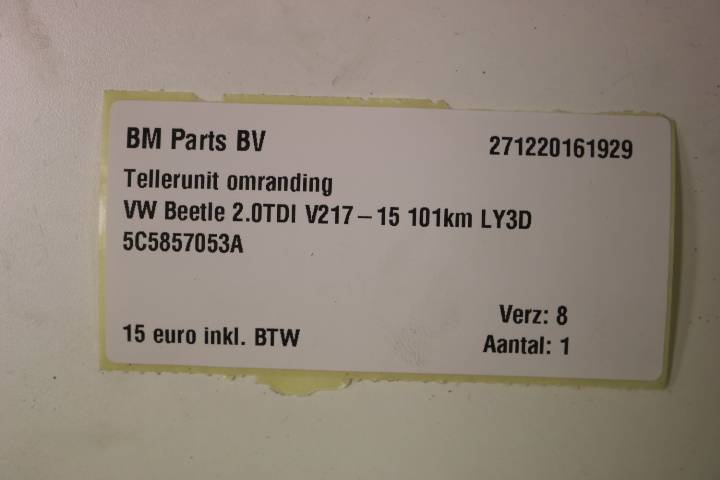 BM Parts BV 271220161929
Tellerunit omranding
VW Beetle 2.0TDI V217-15 101km LY3D
5C5857053A
Verz: 8
15 euro inkl. BTW Aantal: 1